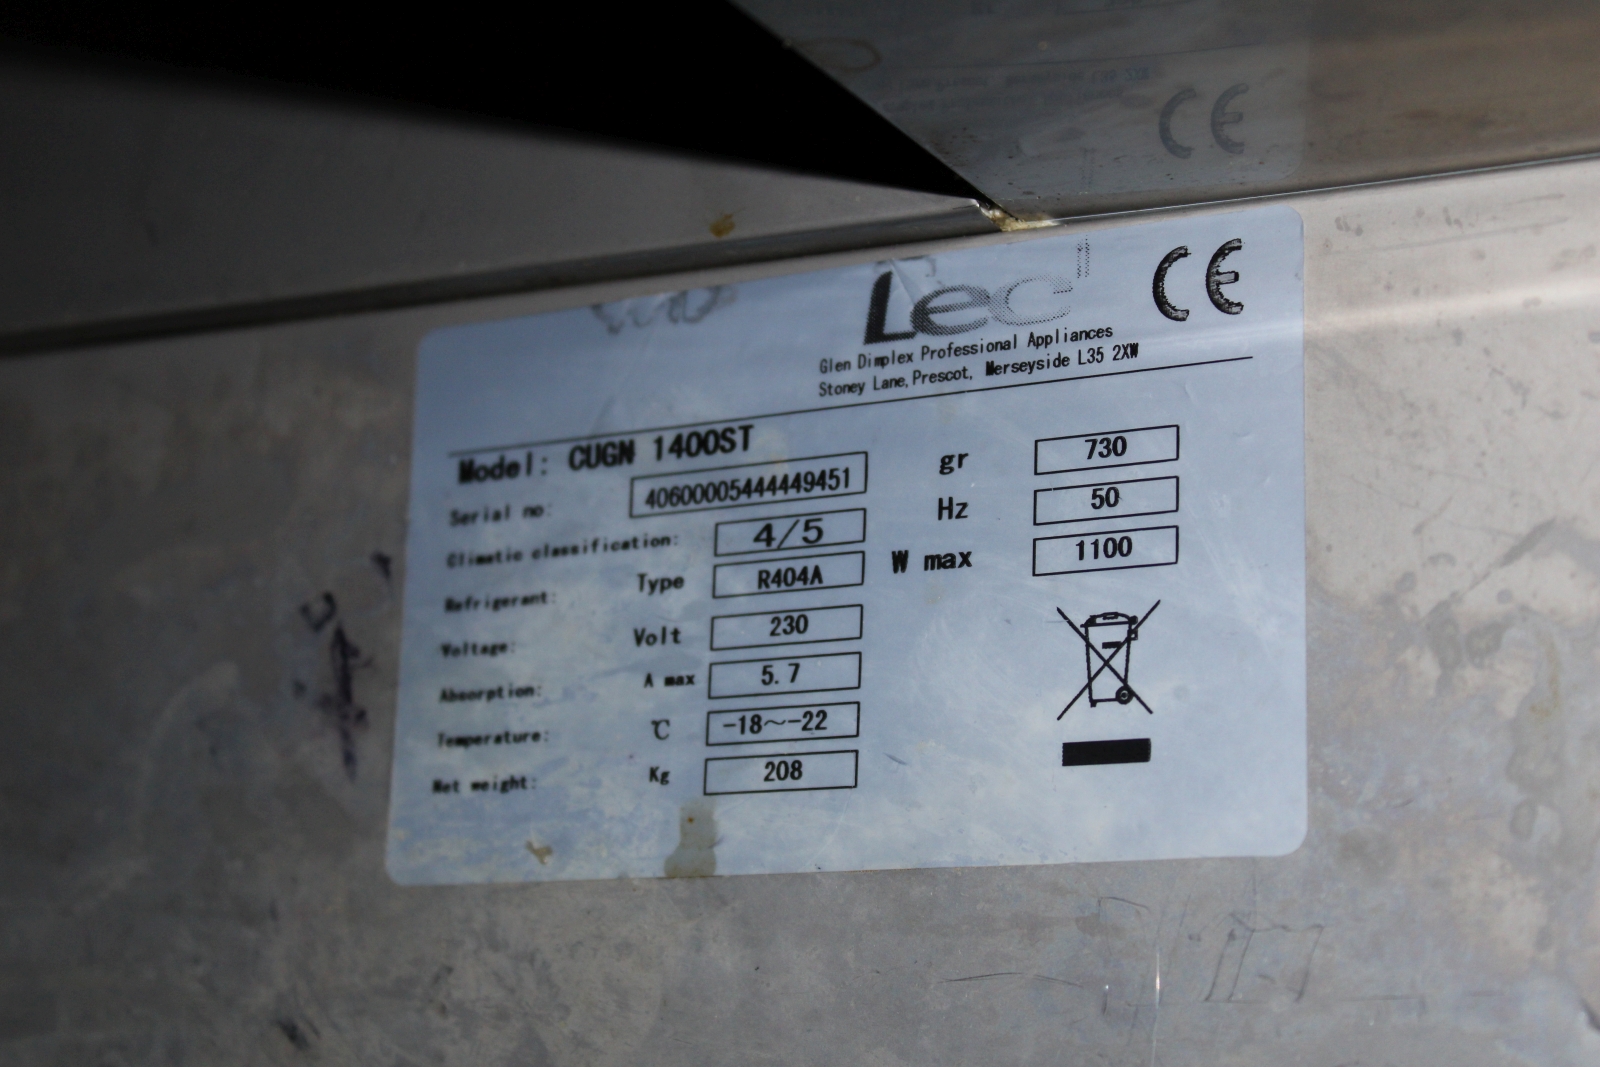 Lec
CE
Glen Dimplex Professional Appliances
Stoney Lane, Prescot, Merseyside L35 2XW
Model: CUGN 1400ST
Serial no: 40600005444449451
Climatic classification: 4/5
Refrigerant: Type R404A gr 730
Voltage: Volt 230 Hz 50
Absorption: A max 5.7 W max 1100
Temperature: ℃ -18～-22
Net weight: Kg 208